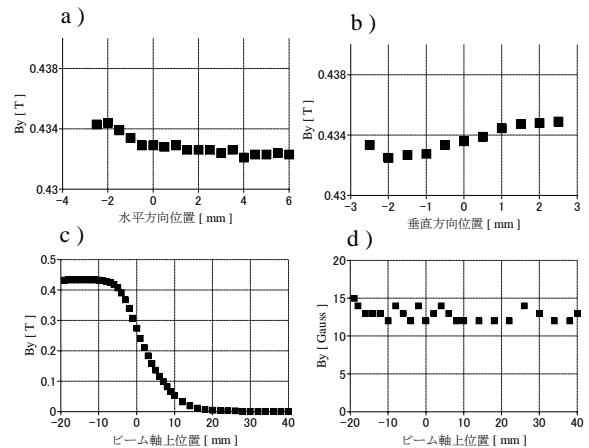 a )
By [ T ]
0.438
0.434
0.43
−4 −2 0 2 4 6
水平方向位置 [ mm ]
b )
By [ T ]
0.438
0.434
0.43
−3 −2 −1 0 1 2 3
垂直方向位置 [ mm ]
c )
By [ T ]
0.5
0.4
0.3
0.2
0.1
0
−20 −10 0 10 20 30 40
ビーム軸上位置 [ mm ]
d )
By [ Gauss ]
20
15
10
5
0
−20 −10 0 10 20 30 40
ビーム軸上位置 [ mm ]